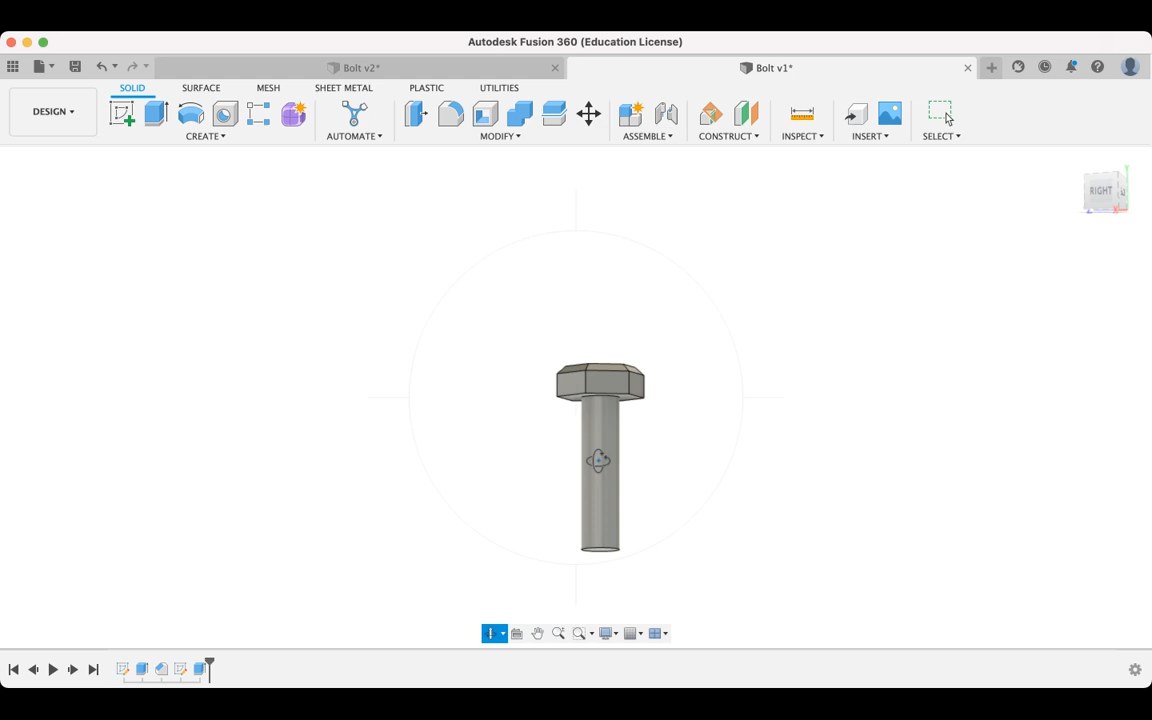 Autodesk Fusion 360 (Education License)
Bolt v2*
Bolt v1*
SOLID SURFACE MESH SHEET METAL PLASTIC UTILITIES
DESIGN
CREATE AUTOMATE MODIFY ASSEMBLE CONSTRUCT INSPECT INSERT SELECT
Y
RIGHT
X